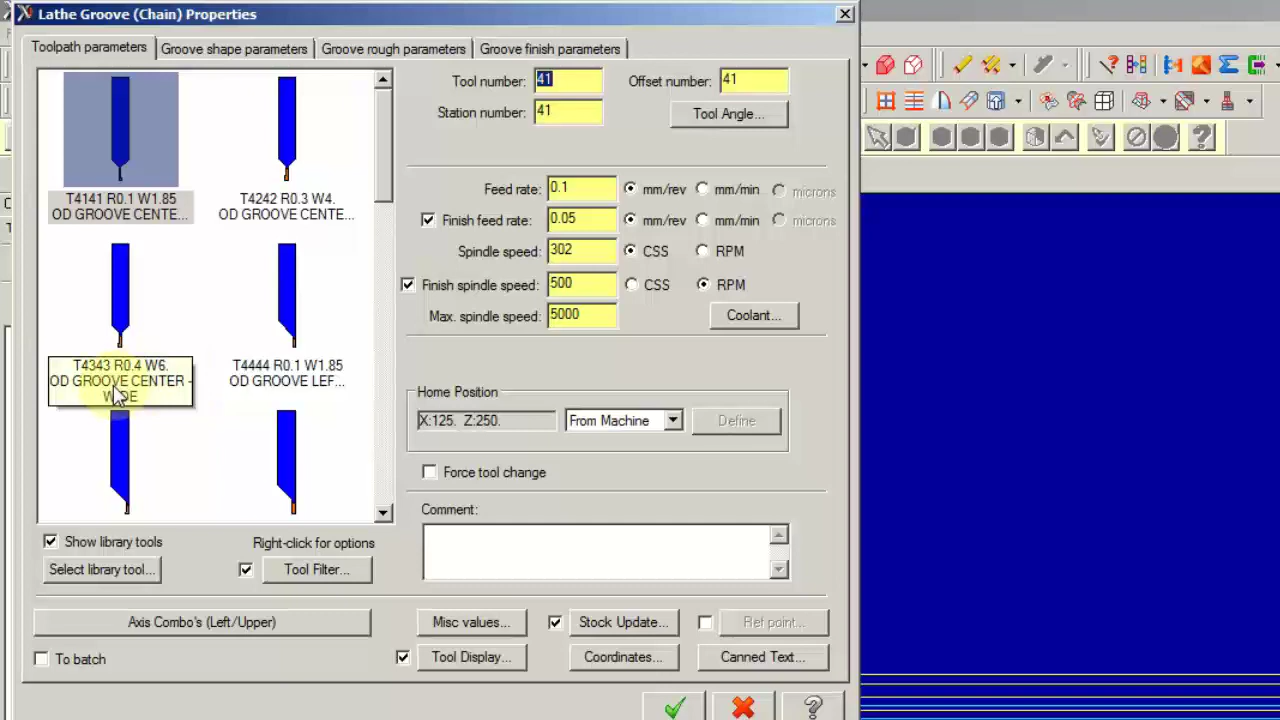 Lathe Groove (Chain) Properties
Toolpath parameters
Groove shape parameters
Groove rough parameters
Groove finish parameters
T4141 R0.1 W1.85
OD GROOVE CENTE...
T4242 R0.3 W4.
OD GROOVE CENTE...
T4343 R0.4 W6.
OD GROOVE CENTER -
WIDE
T4444 R0.1 W1.85
OD GROOVE LEF...
Show library tools
Right-click for options
Select library tool...
Tool Filter...
Tool number: 41
Offset number: 41
Station number: 41
Tool Angle...
Feed rate: 0.1 mm/rev mm/min microns
Finish feed rate: 0.05 mm/rev mm/min microns
Spindle speed: 302 CSS RPM
Finish spindle speed: 500 CSS RPM
Max. spindle speed: 5000
Coolant...
Home Position
X:125. Z:250.
From Machine
Define
Force tool change
Comment:
Axis Combo's (Left/Upper)
Misc values...
Stock Update...
Ref point...
To batch
Tool Display...
Coordinates...
Canned Text...